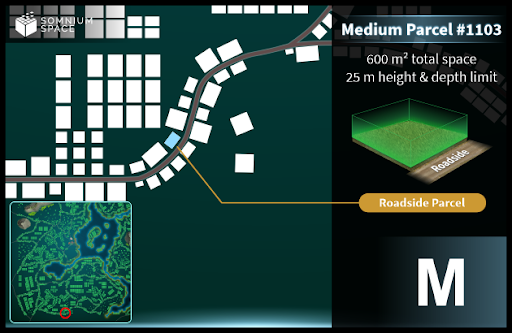 SOMNIUM
SPACE
Medium Parcel #1103
600 m² total space
25 m height & depth limit
Roadside
Roadside Parcel
M